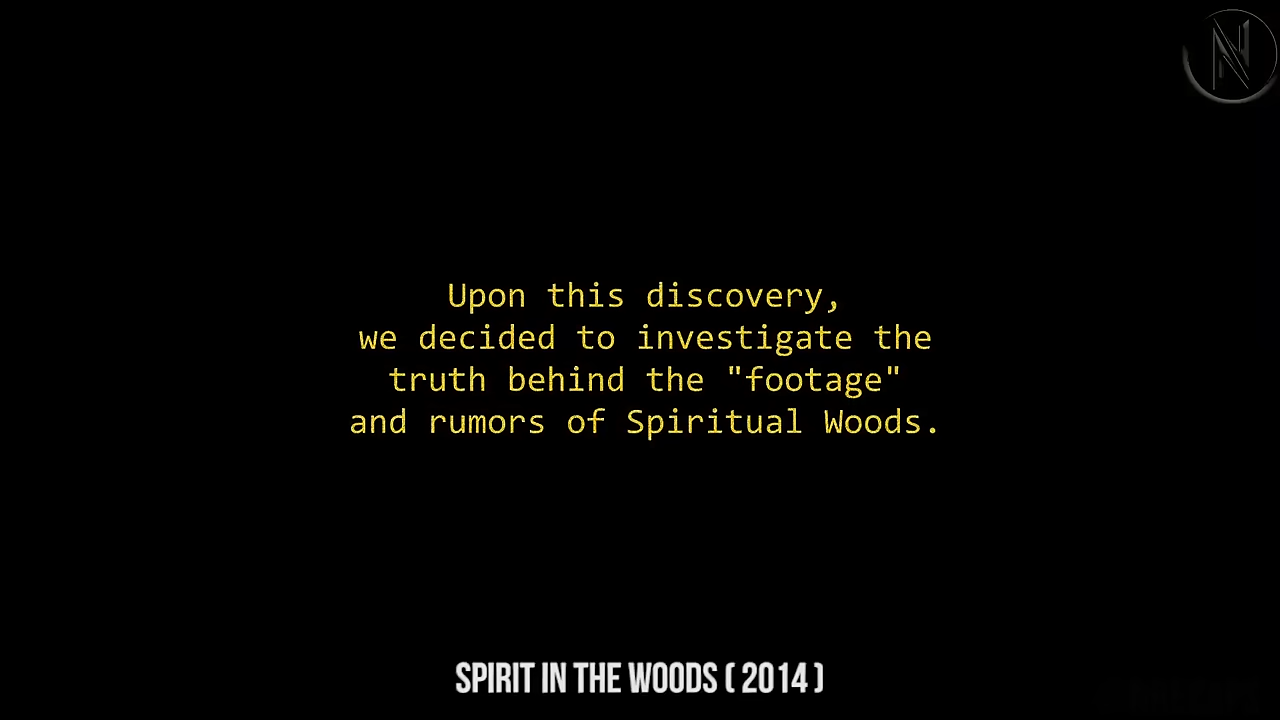 Upon this discovery,
we decided to investigate the
truth behind the "footage"
and rumors of Spiritual Woods.
SPIRIT IN THE WOODS ( 2014 )